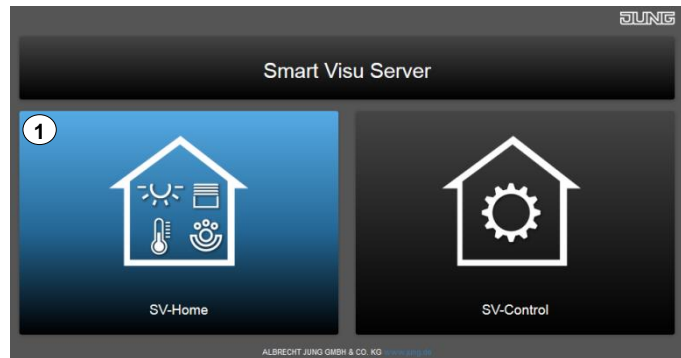 JUNG
Smart Visu Server
1
SV-Home
SV-Control
ALBRECHT JUNG GMBH & CO. KG